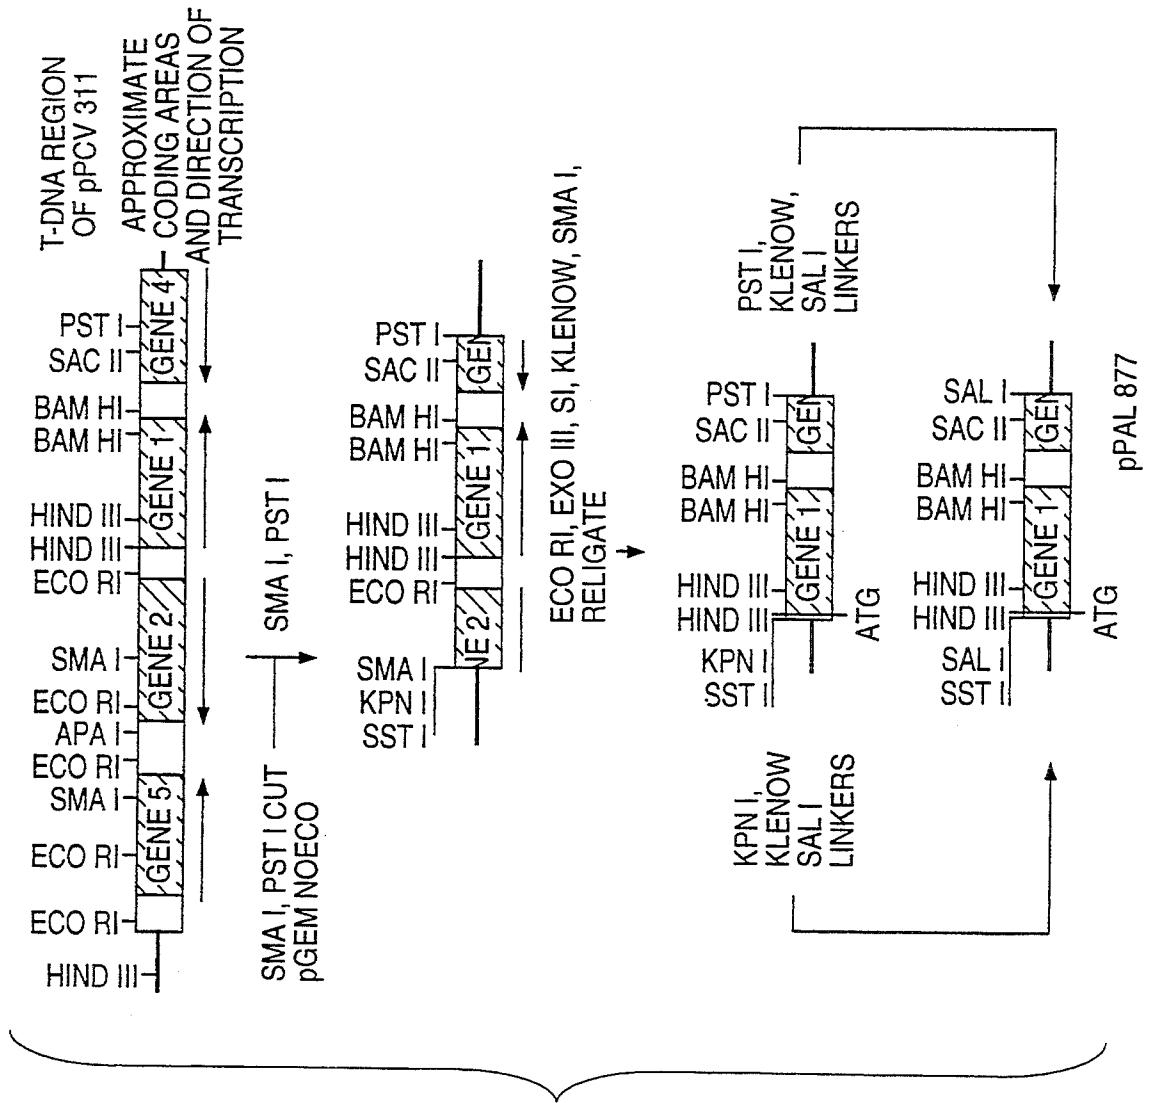 T-DNA REGION
OF pPCV 311
APPROXIMATE
CODING AREAS
AND DIRECTION OF
TRANSCRIPTION
HIND III
ECO RI
ECO RI
SMA I
ECO RI
APA I
ECO RI
SMA I
ECO RI
HIND III
HIND III
BAM HI
BAM HI
SAC II
PST I
GENE 5
GENE 2
GENE 1
GENE 4
SMA I, PST I CUT
pGEM NOECO
SMA I, PST I
SST I
KPN I
SMA I
ECO RI
HIND III
HIND III
BAM HI
BAM HI
SAC II
PST I
NE 2
GENE 1
GEN
ECO RI, EXO III, SI, KLENOW, SMA I,
RELIGATE
SST I
KPN I
HIND III
HIND III
BAM HI
BAM HI
SAC II
PST I
GENE 1
GEN
ATG
KPN I,
KLENOW
SAL I
LINKERS
PST I,
KLENOW,
SAL I
LINKERS
SST I
SAL I
HIND III
HIND III
BAM HI
BAM HI
SAC II
SAL I
GENE 1
GEN
ATG
pPAL 877